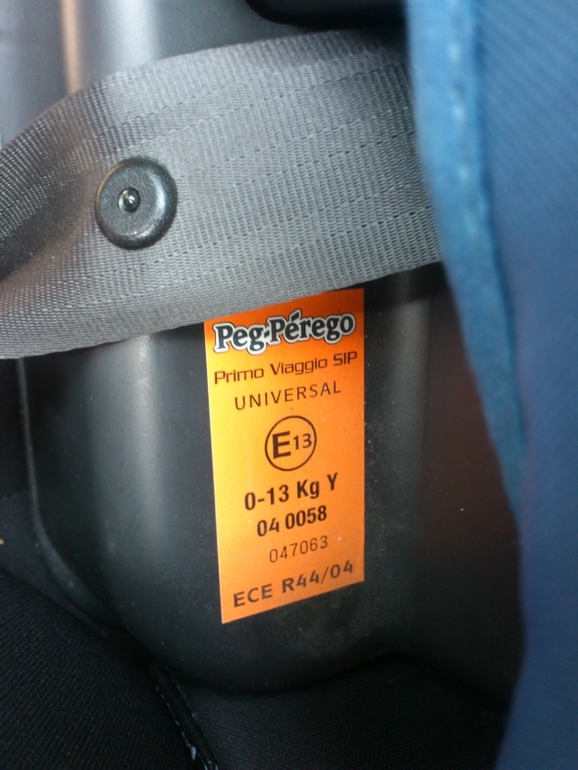 Peg-Pérego
Primo Viaggio SIP
UNIVERSAL
E13
0-13 Kg Y
04 0058
047063
ECE R44/04